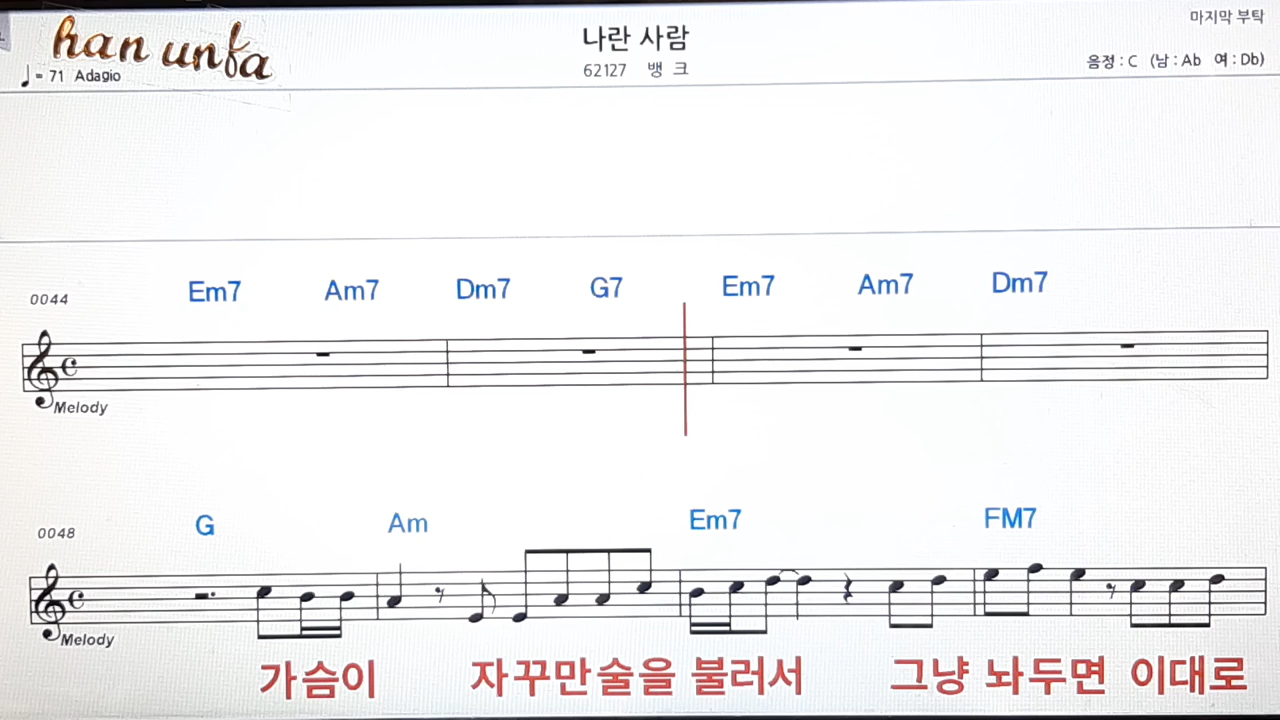 han unfa
마지막 부탁
나란 사람
62127 뱅 크
♩= 71 Adagio
음정 : C (남 : Ab 여 : Db)
0044
Em7 Am7 Dm7 G7 Em7 Am7 Dm7
Melody
0048
G Am Em7 FM7
Melody
가슴이 자꾸만 술을 불러서 그냥 놔두면 이대로